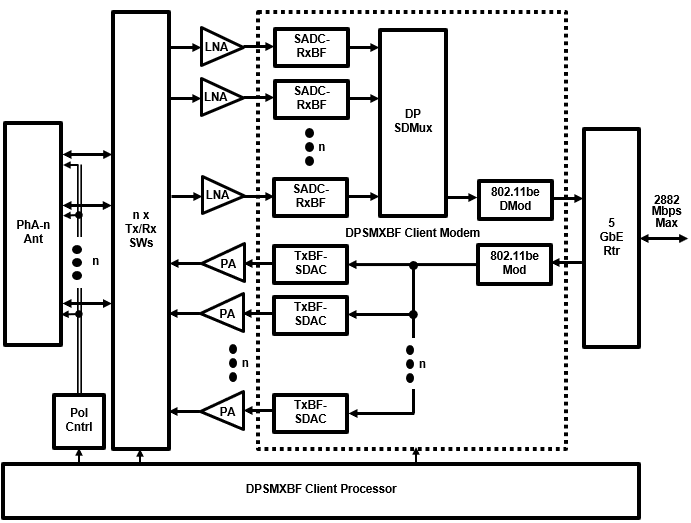 LNA
SADC-
RxBF
LNA
SADC-
RxBF
n
LNA
SADC-
RxBF
DP
SDMux
802.11be
DMod
DPSMXBF Client Modem
PhA-n
Ant
n
n x
Tx/Rx
SWs
5
GbE
Rtr
2882
Mbps
Max
PA
TxBF-
SDAC
802.11be
Mod
PA
TxBF-
SDAC
n
n
PA
TxBF-
SDAC
Pol
Cntrl
DPSMXBF Client Processor